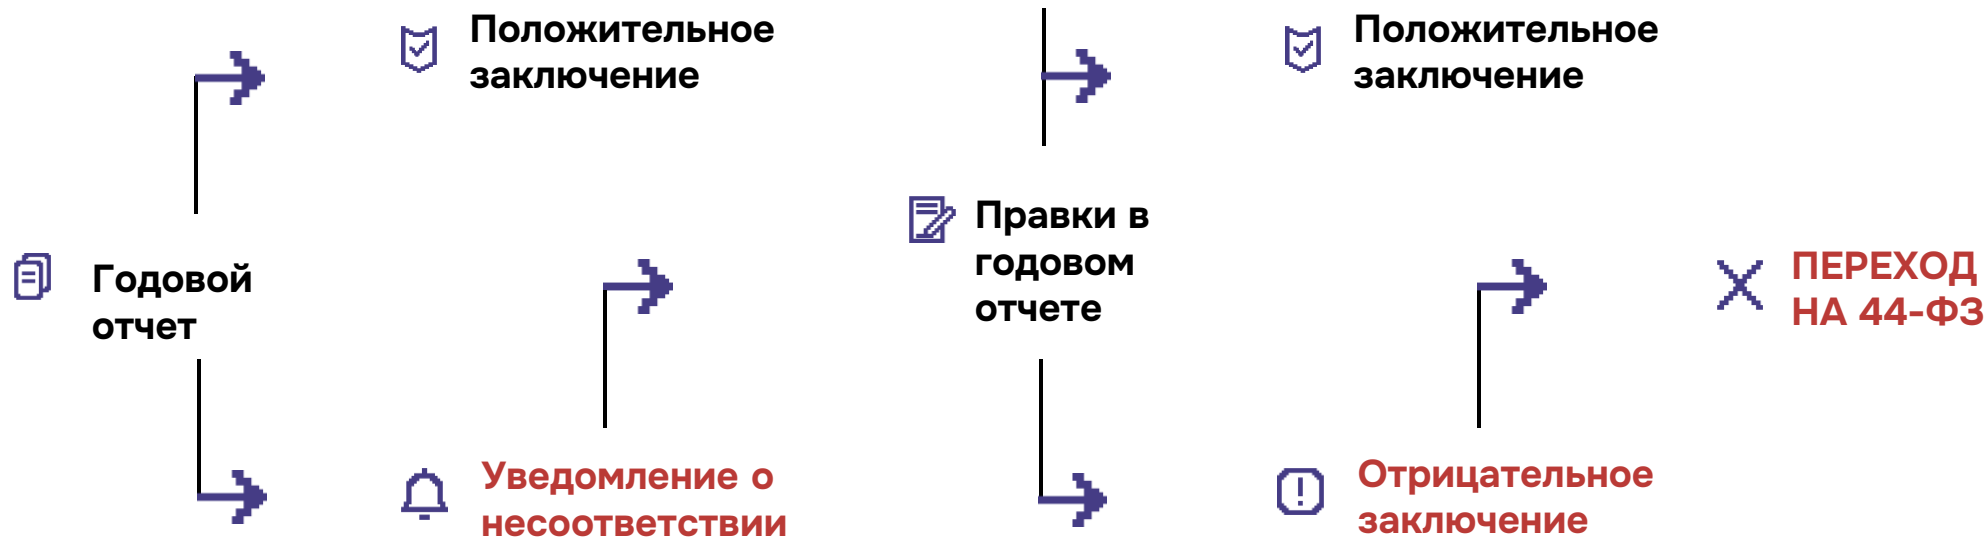 Положительное
заключение
Положительное
заключение
Годовой
отчет
Правки в
годовом
отчете
ПЕРЕХОД
НА 44-ФЗ
Уведомление о
несоответствии
Отрицательное
заключение